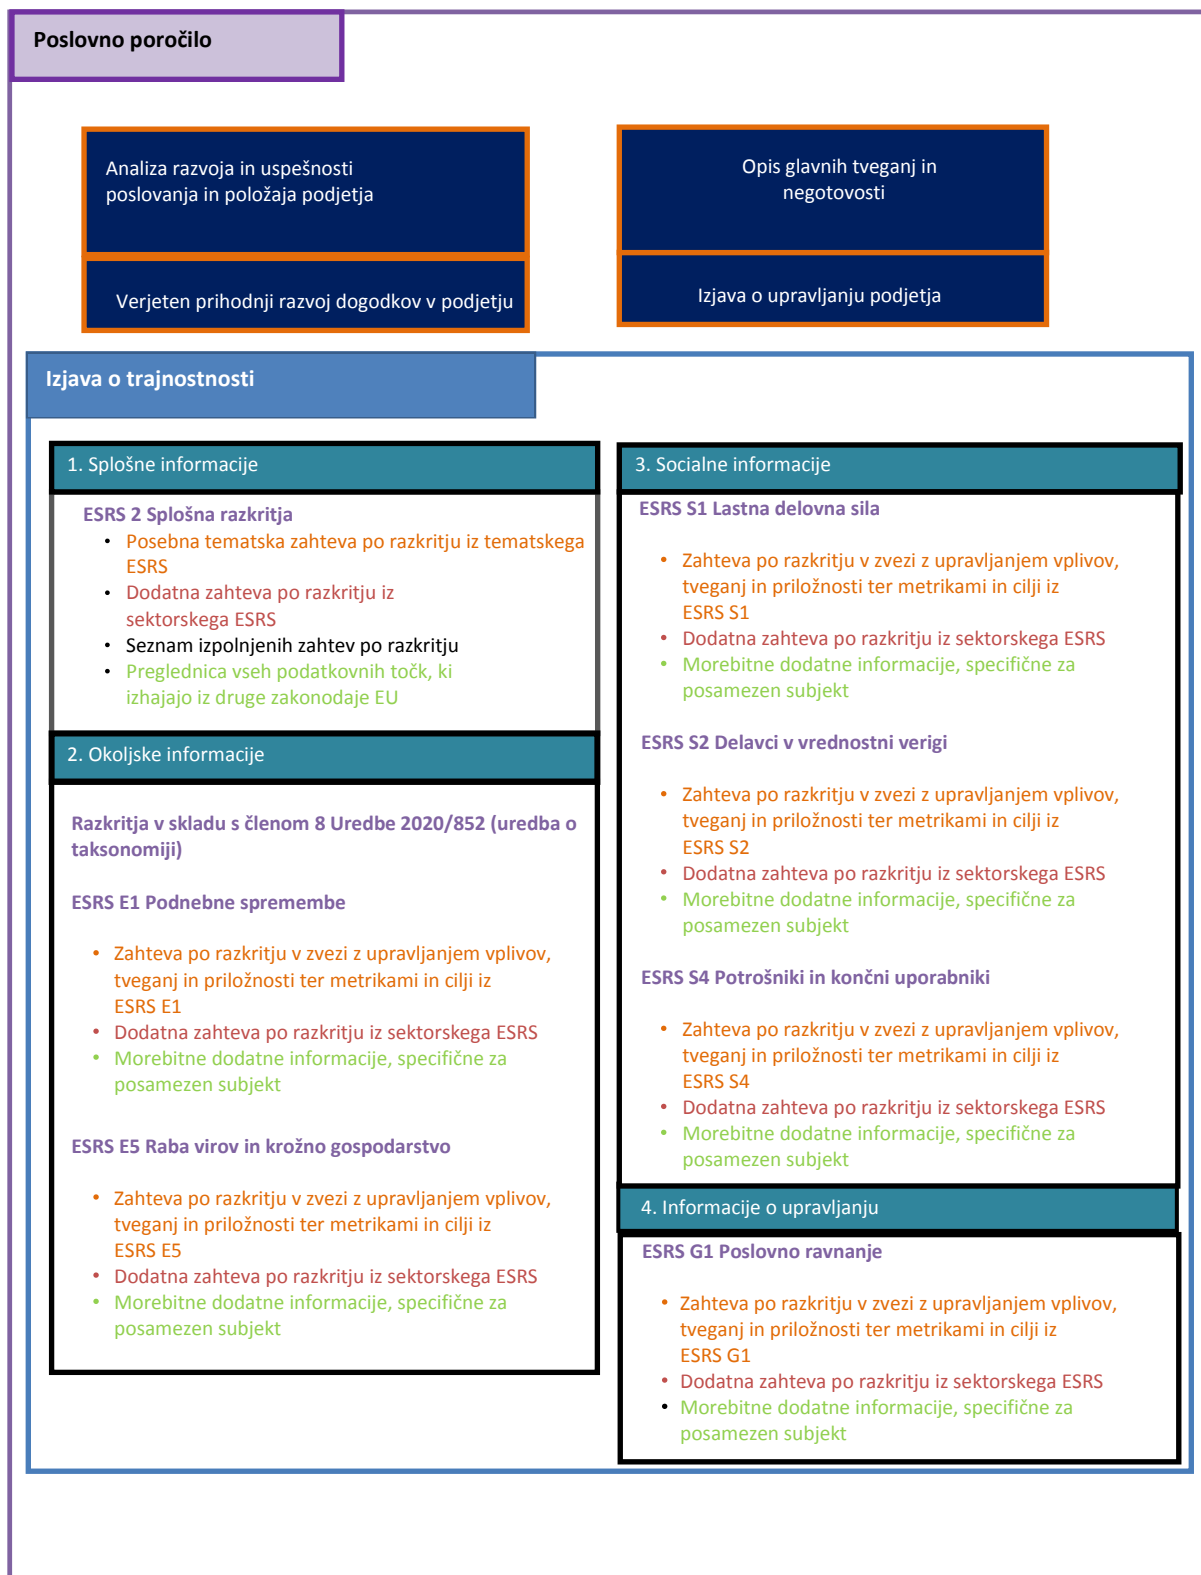 Poslovno poročilo
Analiza razvoja in uspešnosti
poslovanja in položaja podjetja
Opis glavnih tveganj in
negotovosti
Verjeten prihodnji razvoj dogodkov v podjetju
Izjava o upravljanju podjetja
Izjava o trajnostnosti
1. Splošne informacije
ESRS 2 Splošna razkritja
• Posebna tematska zahteva po razkritju iz tematskega
ESRS
• Dodatna zahteva po razkritju iz
sektorskega ESRS
• Seznam izpolnjenih zahtev po razkritju
• Preglednica vseh podatkovnih točk, ki
izhajajo iz druge zakonodaje EU
2. Okoljske informacije
Razkritja v skladu s členom 8 Uredbe 2020/852 (uredba o
taksonomiji)
ESRS E1 Podnebne spremembe
• Zahteva po razkritju v zvezi z upravljanjem vplivov,
tveganj in priložnosti ter metrikami in cilji iz
ESRS E1
• Dodatna zahteva po razkritju iz sektorskega ESRS
• Morebitne dodatne informacije, specifične za
posamezen subjekt
ESRS E5 Raba virov in krožno gospodarstvo
• Zahteva po razkritju v zvezi z upravljanjem vplivov,
tveganj in priložnosti ter metrikami in cilji iz
ESRS E5
• Dodatna zahteva po razkritju iz sektorskega ESRS
• Morebitne dodatne informacije, specifične za
posamezen subjekt
3. Socialne informacije
ESRS S1 Lastna delovna sila
• Zahteva po razkritju v zvezi z upravljanjem vplivov,
tveganj in priložnosti ter metrikami in cilji iz
ESRS S1
• Dodatna zahteva po razkritju iz sektorskega ESRS
• Morebitne dodatne informacije, specifične za
posamezen subjekt
ESRS S2 Delavci v vrednostni verigi
• Zahteva po razkritju v zvezi z upravljanjem vplivov,
tveganj in priložnosti ter metrikami in cilji iz
ESRS S2
• Dodatna zahteva po razkritju iz sektorskega ESRS
• Morebitne dodatne informacije, specifične za
posamezen subjekt
ESRS S4 Potrošniki in končni uporabniki
• Zahteva po razkritju v zvezi z upravljanjem vplivov,
tveganj in priložnosti ter metrikami in cilji iz
ESRS S4
• Dodatna zahteva po razkritju iz sektorskega ESRS
• Morebitne dodatne informacije, specifične za
posamezen subjekt
4. Informacije o upravljanju
ESRS G1 Poslovno ravnanje
• Zahteva po razkritju v zvezi z upravljanjem vplivov,
tveganj in priložnosti ter metrikami in cilji iz
ESRS G1
• Dodatna zahteva po razkritju iz sektorskega ESRS
• Morebitne dodatne informacije, specifične za
posamezen subjekt